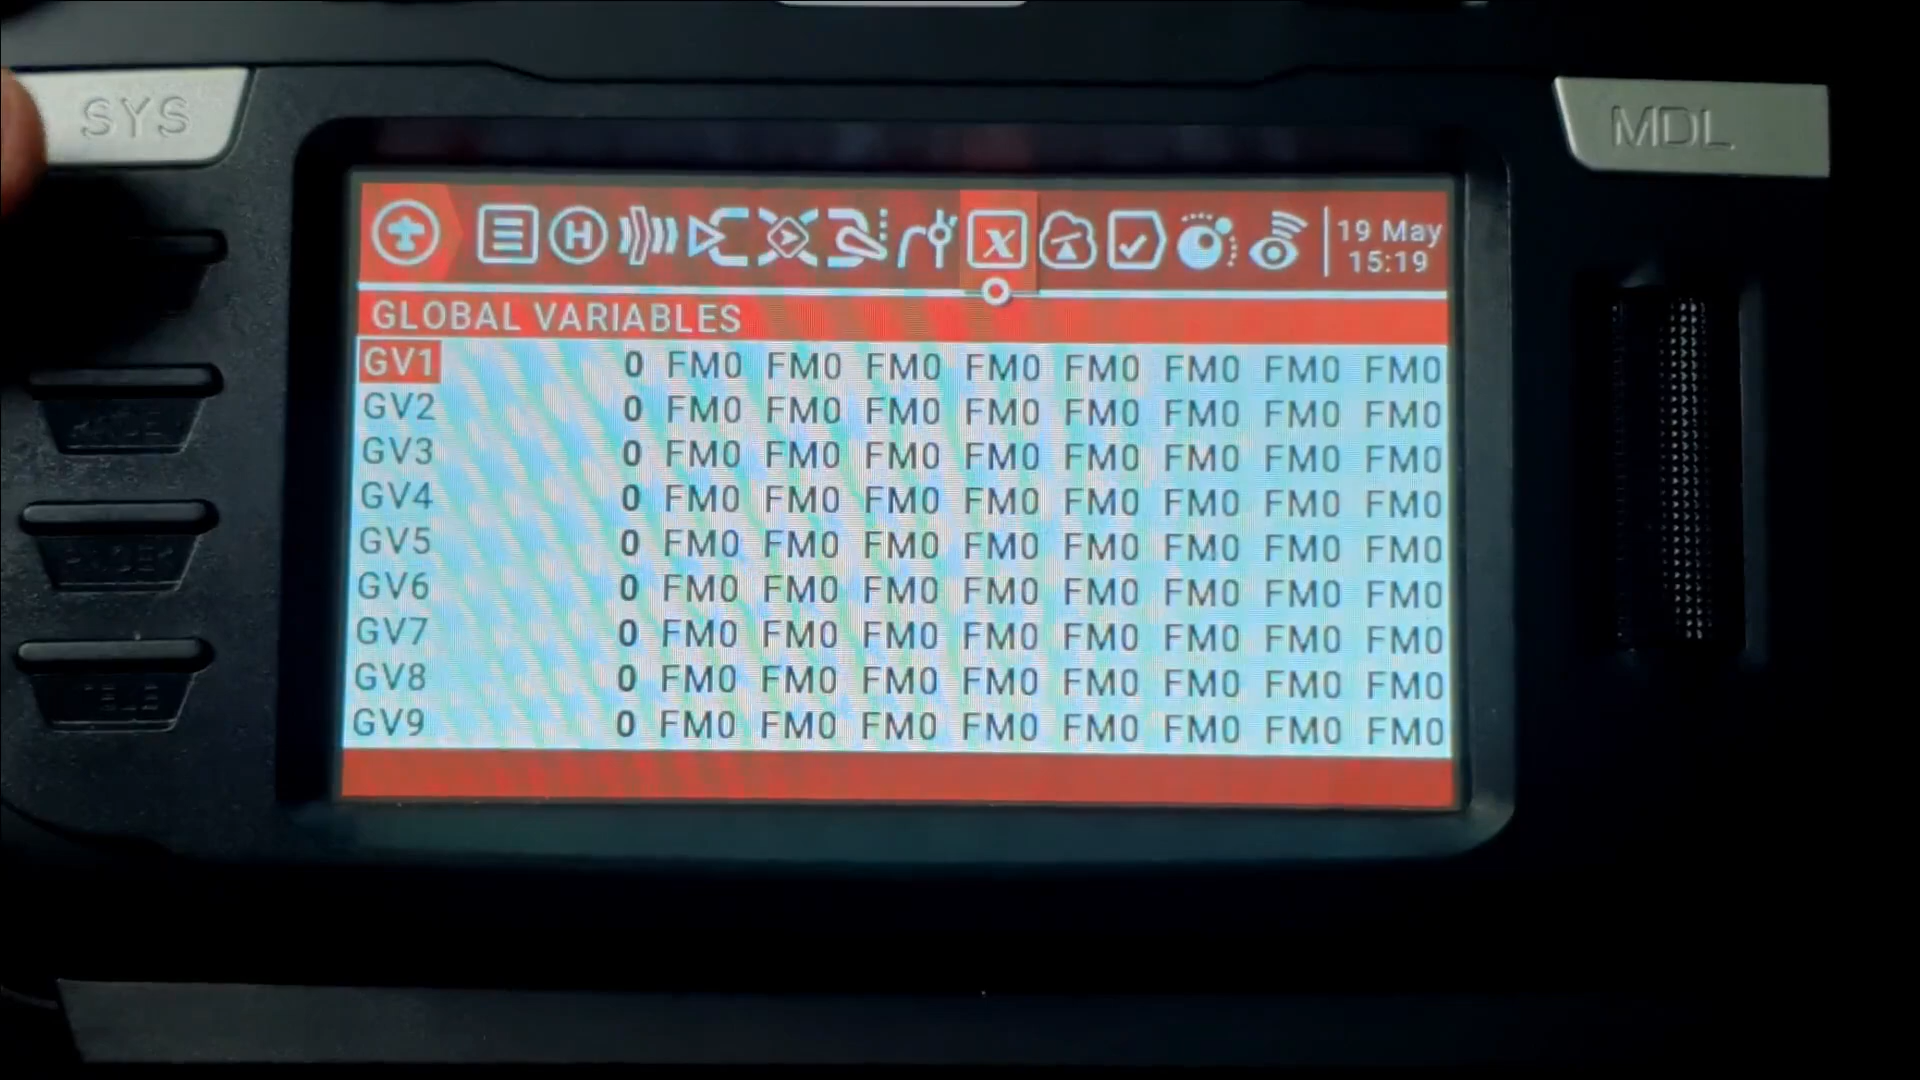 SYS
MDL
19 May
15:19
GLOBAL VARIABLES
GV1 0 FM0 FM0 FM0 FM0 FM0 FM0 FM0 FM0
GV2 0 FM0 FM0 FM0 FM0 FM0 FM0 FM0 FM0
GV3 0 FM0 FM0 FM0 FM0 FM0 FM0 FM0 FM0
GV4 0 FM0 FM0 FM0 FM0 FM0 FM0 FM0 FM0
GV5 0 FM0 FM0 FM0 FM0 FM0 FM0 FM0 FM0
GV6 0 FM0 FM0 FM0 FM0 FM0 FM0 FM0 FM0
GV7 0 FM0 FM0 FM0 FM0 FM0 FM0 FM0 FM0
GV8 0 FM0 FM0 FM0 FM0 FM0 FM0 FM0 FM0
GV9 0 FM0 FM0 FM0 FM0 FM0 FM0 FM0 FM0